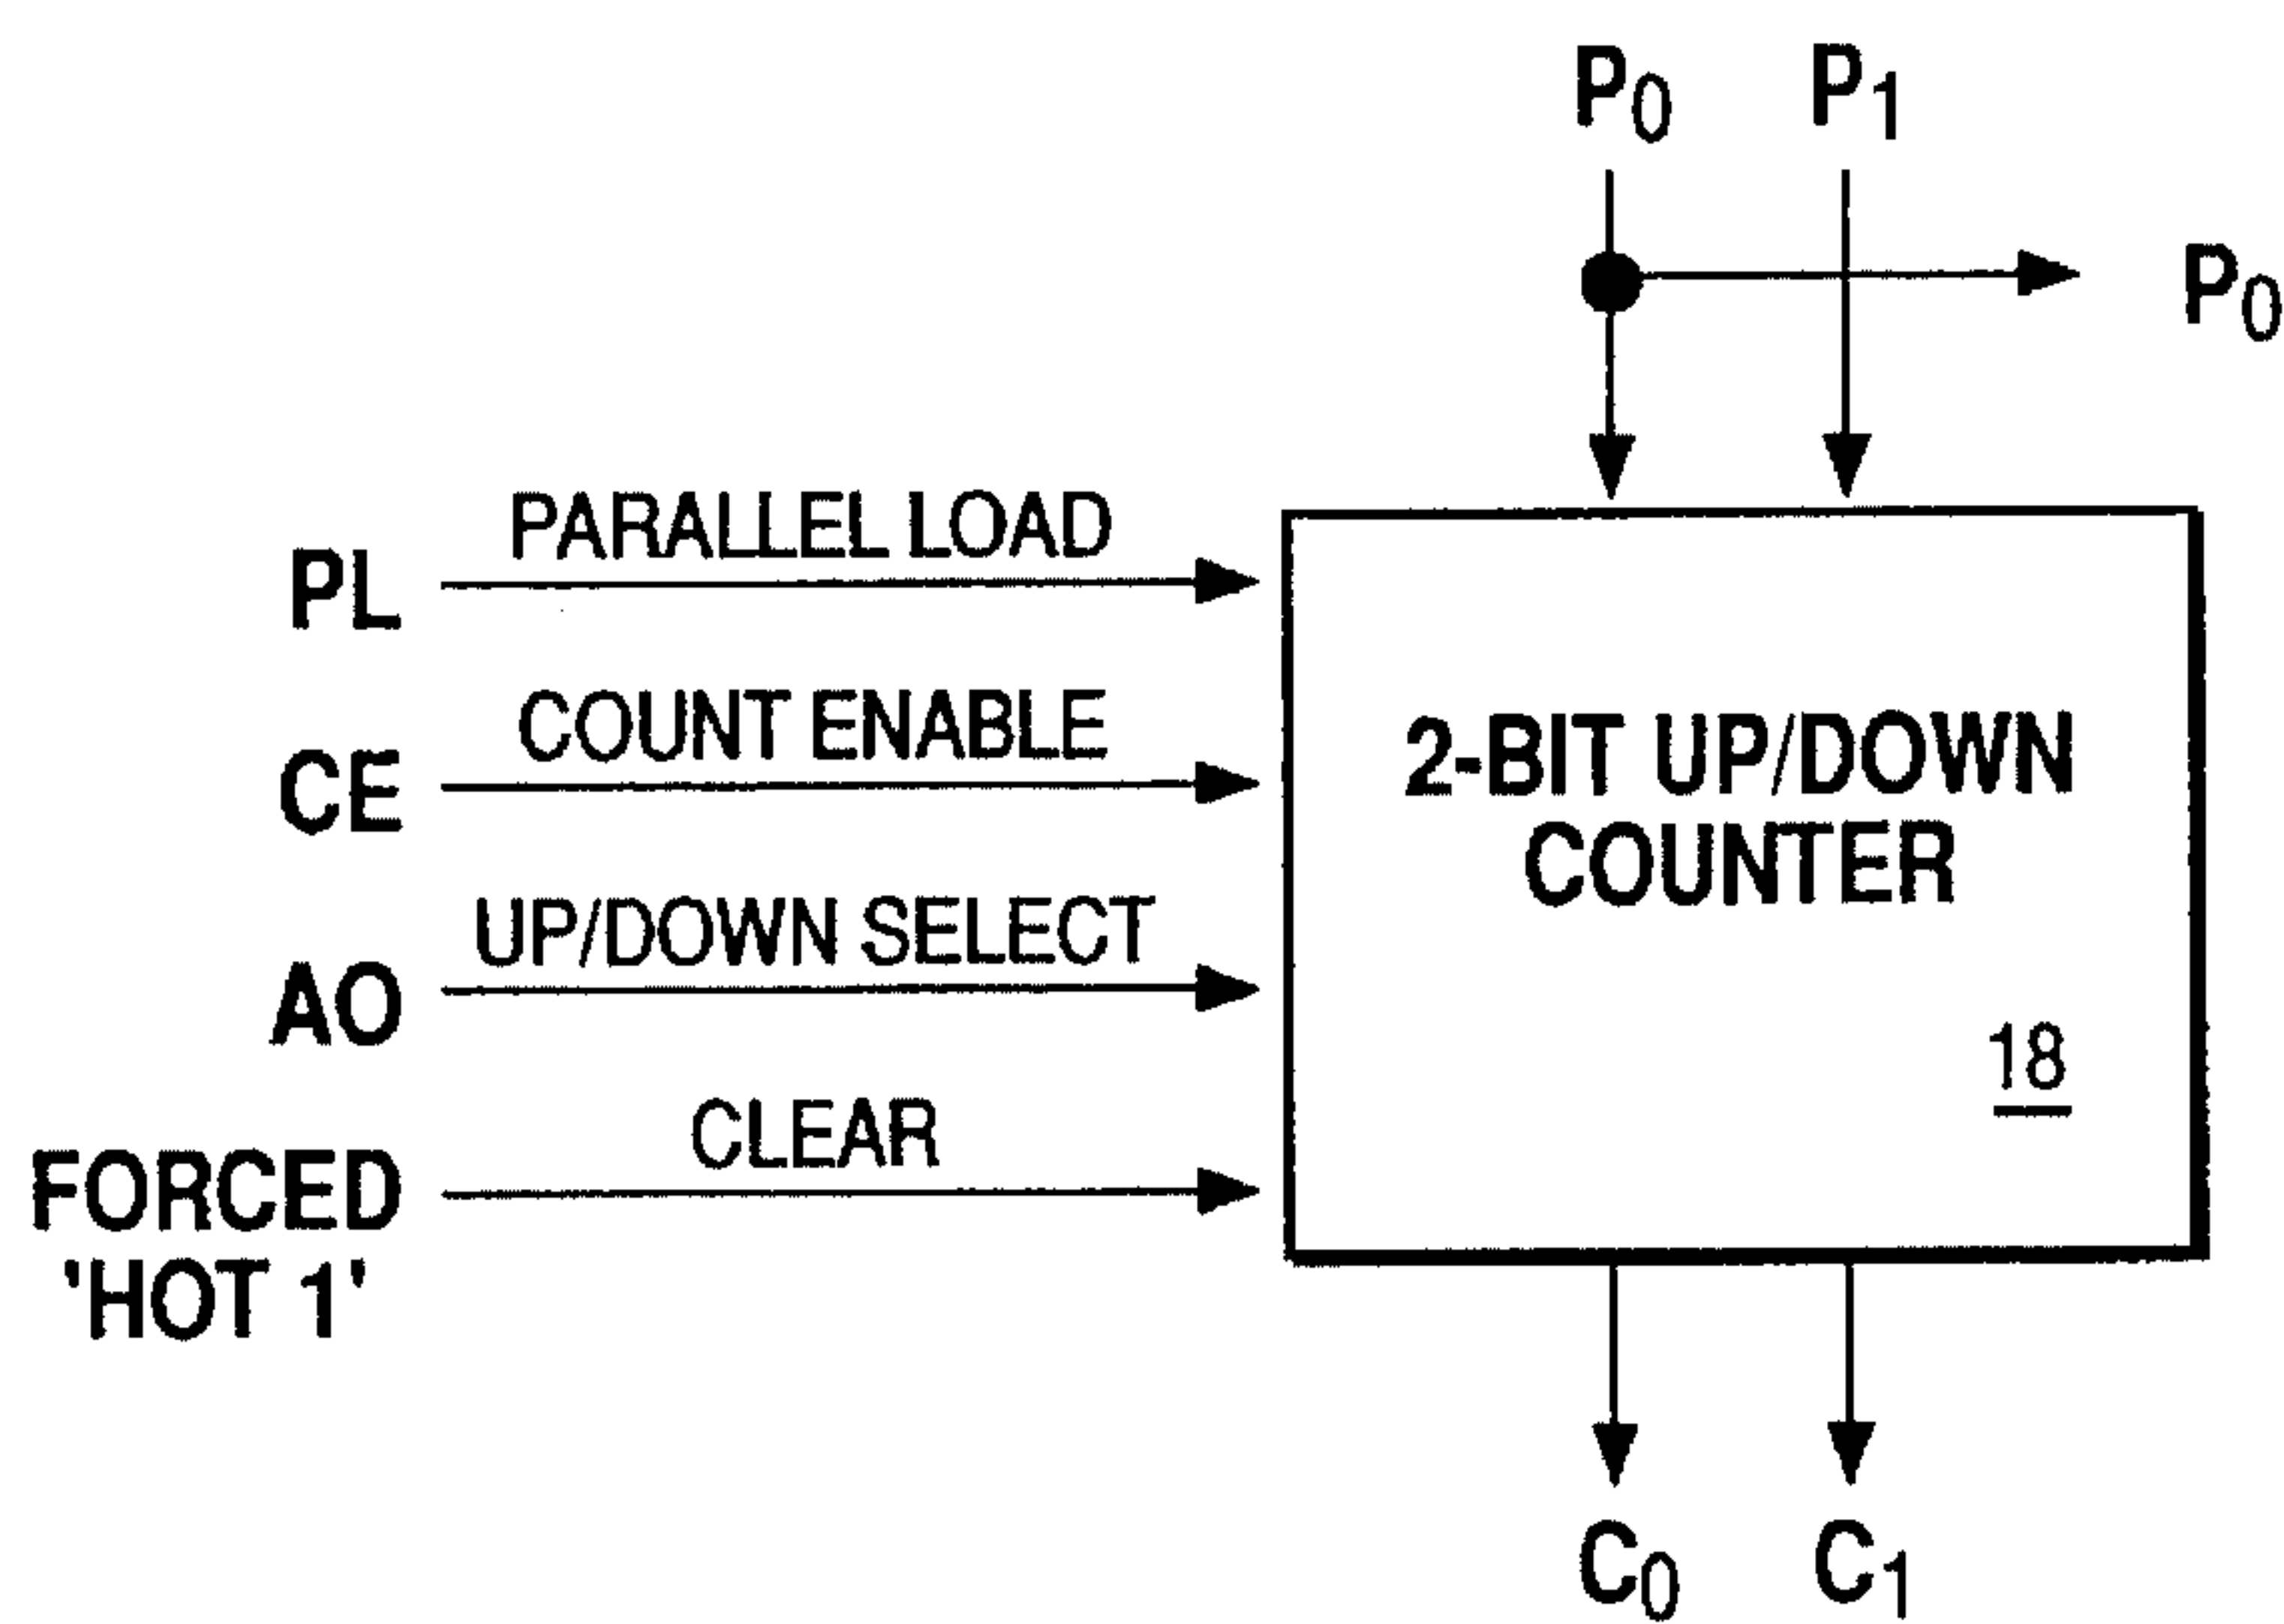 P0 P1
P0
PARALLEL LOAD
PL
COUNT ENABLE
CE
2-BIT UP/DOWN
COUNTER
UP/DOWN SELECT
AO
18
CLEAR
FORCED
'HOT 1'
C0 C1